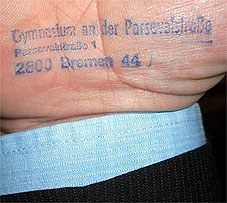 Gymnasium an der Parsevalstraße
Parsevalstraße 1
2800 Bremen 44